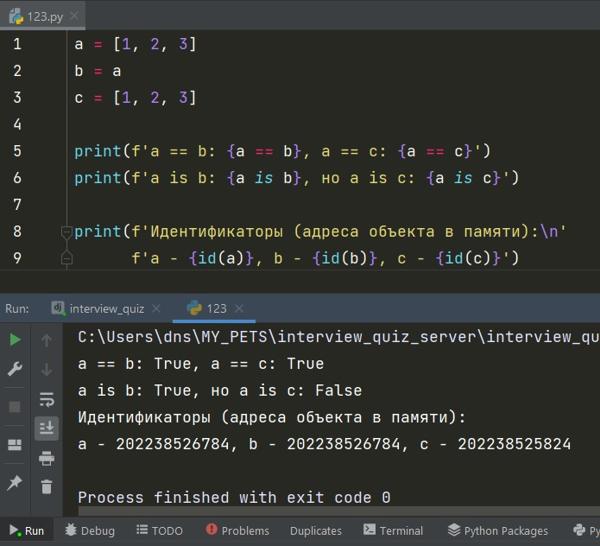 123.py
1 a = [1, 2, 3]
2 b = a
3 c = [1, 2, 3]
4
5 print(f'a == b: {a == b}, a == c: {a == c}')
6 print(f'a is b: {a is b}, но a is c: {a is c}')
7
8 print(f'Идентификаторы (адреса объекта в памяти):\n'
9 f'a - {id(a)}, b - {id(b)}, c - {id(c)}')
Run: interview_quiz 123
C:\Users\dns\MY_PETS\interview_quiz_server\interview_qu
a == b: True, a == c: True
a is b: True, но a is c: False
Идентификаторы (адреса объекта в памяти):
a - 202238526784, b - 202238526784, c - 202238525824
Process finished with exit code 0
Run Debug TODO Problems Duplicates Terminal Python Packages Py